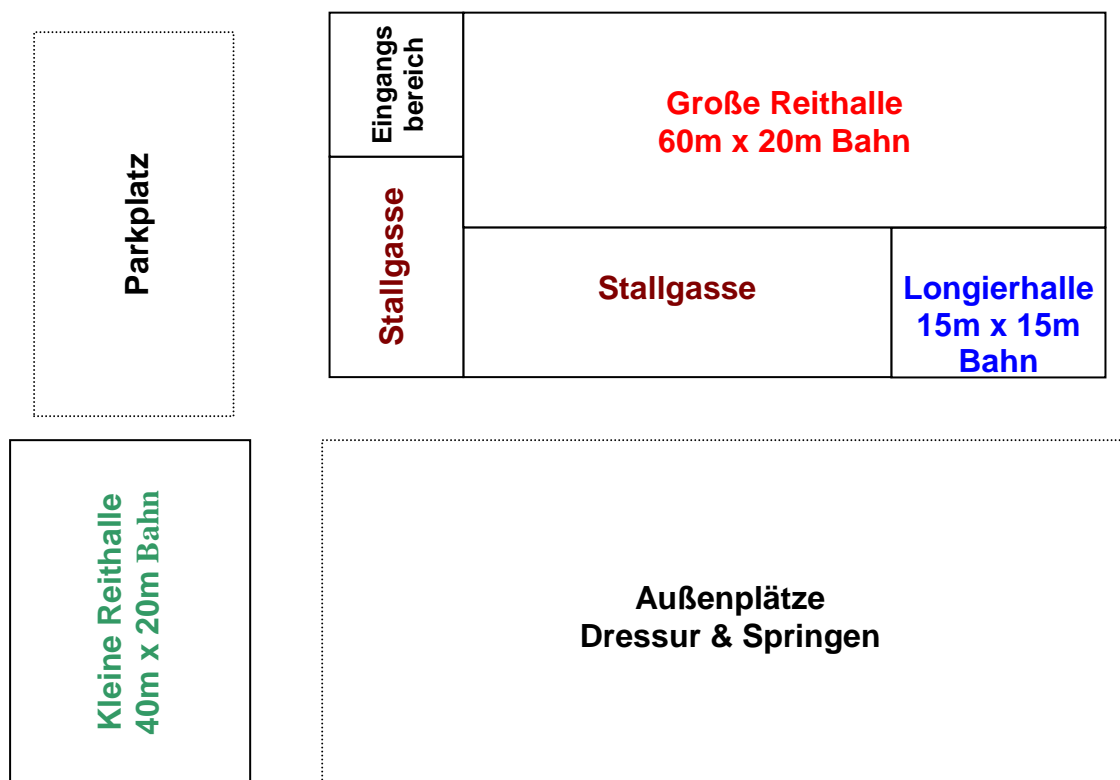 Parkplatz
Eingangs
bereich
Große Reithalle
60m x 20m Bahn
Stallgasse
Stallgasse
Longierhalle
15m x 15m
Bahn
Kleine Reithalle
40m x 20m Bahn
Außenplätze
Dressur & Springen